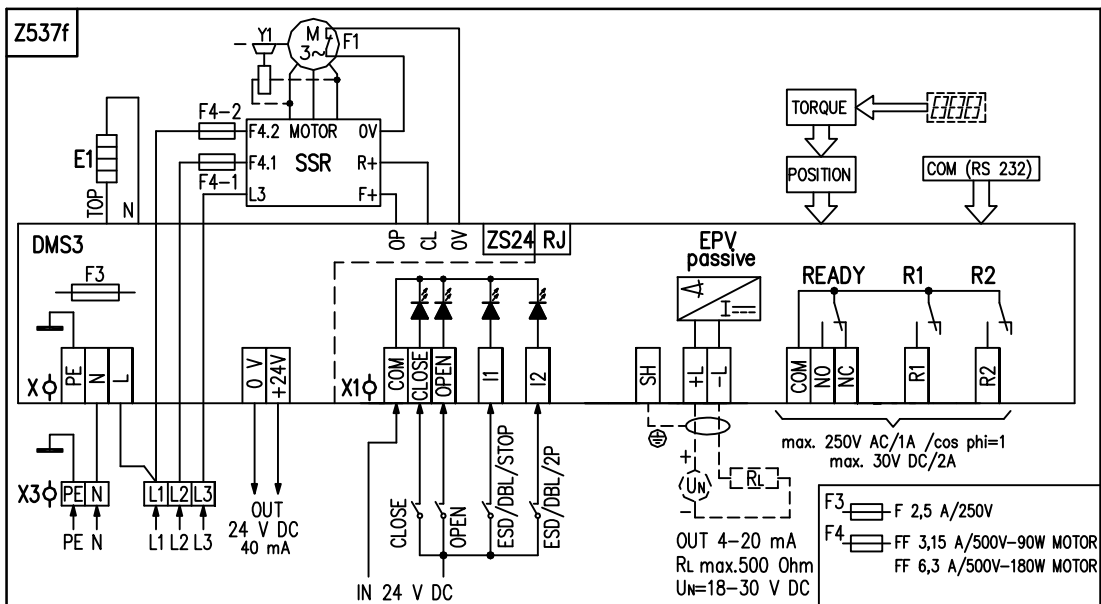 Z537f
Y1
M
3~
F1
F4-2
F4.2 MOTOR 0V
F4.1 SSR R+
F4-1
L3 F+
E1
TOP
N
TORQUE
POSITION
COM (RS 232)
DMS3
F3
OP
CL
0V
ZS24 RJ
EPV
passive
READY R1 R2
I
X
PE
N
L
0 V
+24V
X1
COM
CLOSE
OPEN
I1
I2
SH
+L
-L
COM
NO
NC
R1
R2
max. 250V AC/1A /cos phi=1
max. 30V DC/2A
X3
PE N L1 L2 L3
PE N L1 L2 L3
OUT
24 V DC
40 mA
CLOSE
OPEN
ESD/DBL/STOP
ESD/DBL/2P
IN 24 V DC
+
UN
-
RL
OUT 4-20 mA
RL max.500 Ohm
UN=18-30 V DC
F3 F 2,5 A/250V
F4 FF 3,15 A/500V-90W MOTOR
FF 6,3 A/500V-180W MOTOR